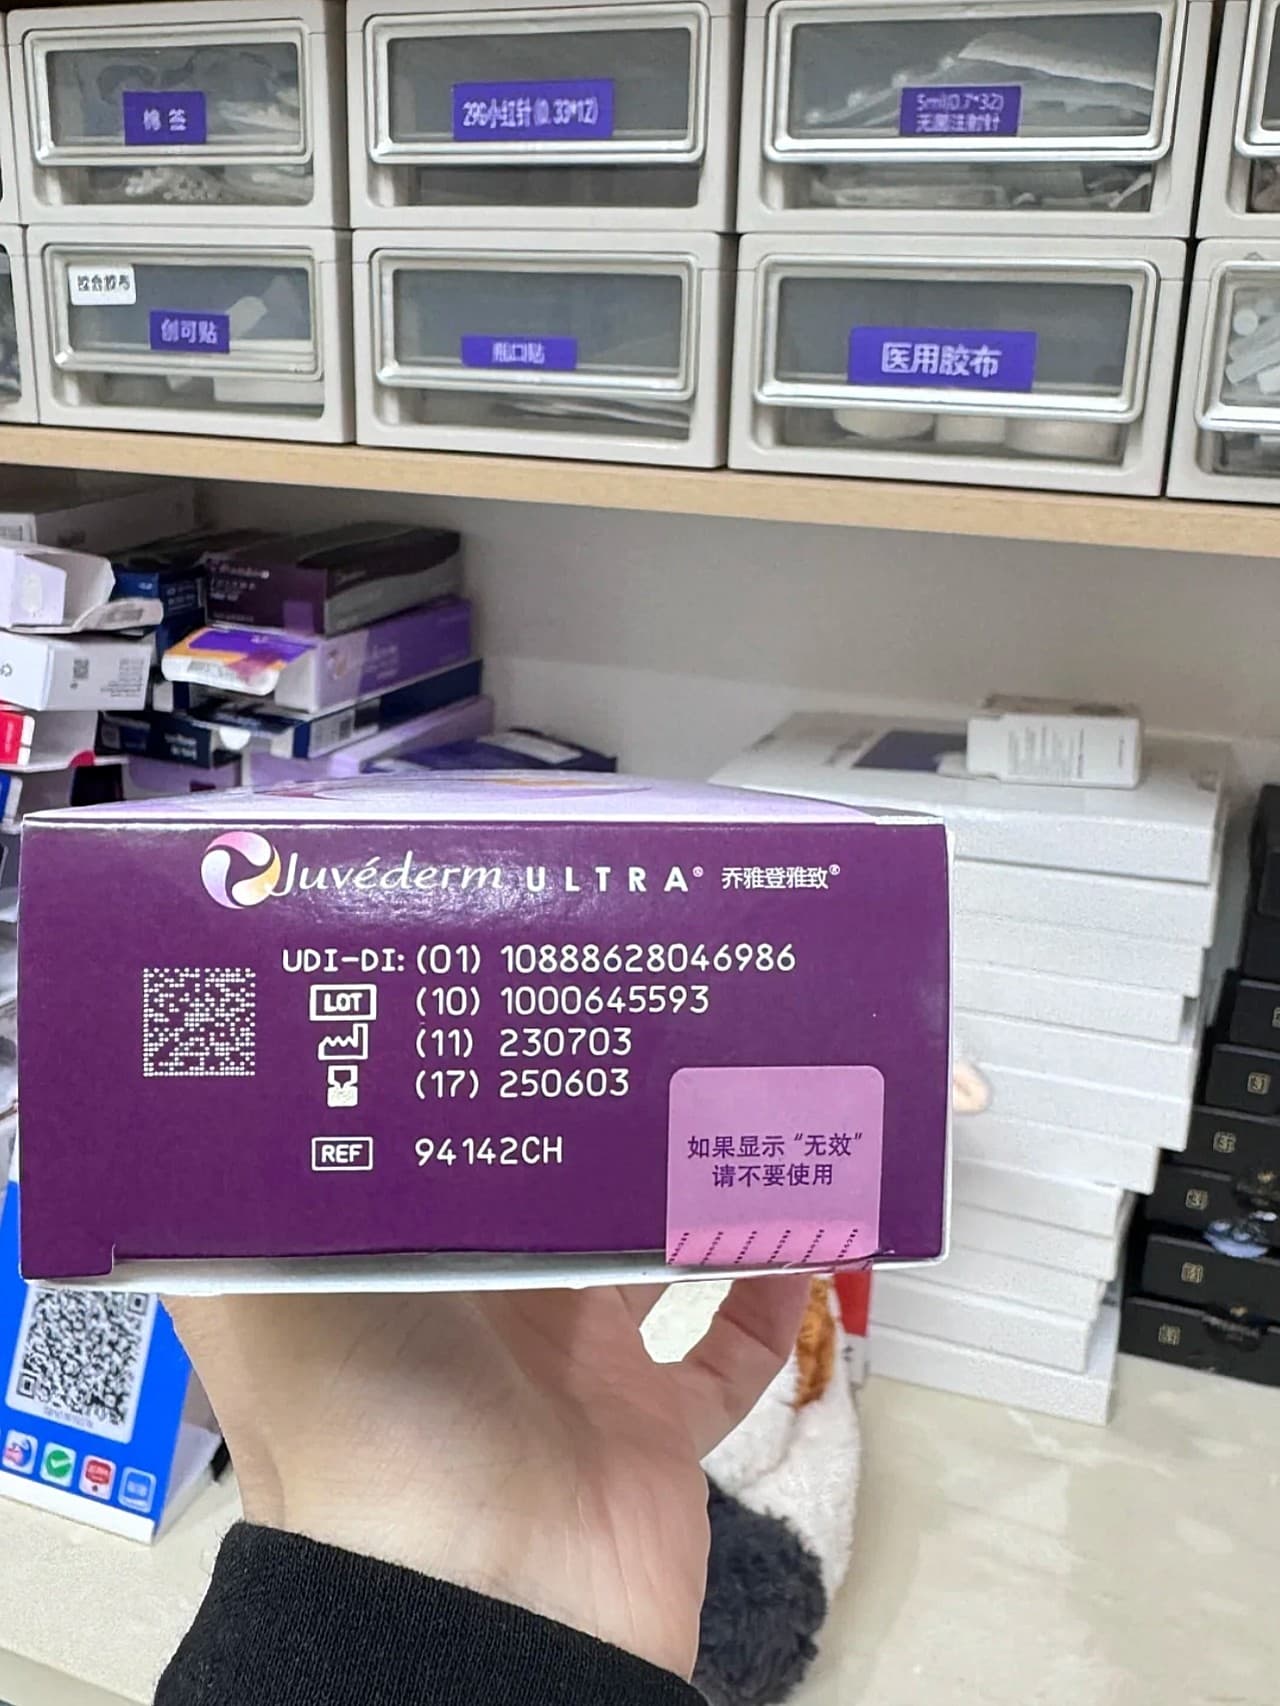 棉签
29G小红针(0.33*12)
5ml(0.7*32)
无菌注射针
创可贴
瓶口贴
医用胶布
Juvéderm ULTRA® 乔雅登雅致®
UDI-DI: (01) 10888628046986
LOT (10) 1000645593
(11) 230703
(17) 250603
REF 94142CH
如果显示“无效”
请不要使用